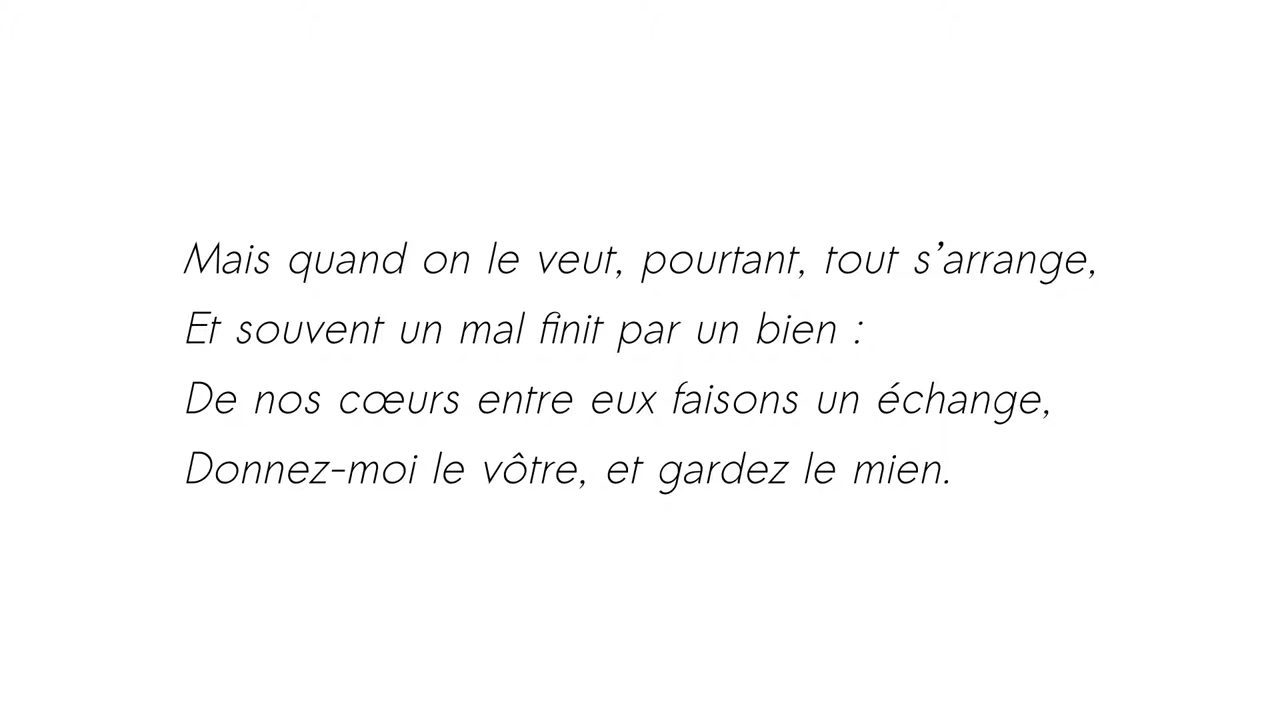 Mais quand on le veut, pourtant, tout s’arrange,
Et souvent un mal finit par un bien :
De nos cœurs entre eux faisons un échange,
Donnez-moi le vôtre, et gardez le mien.